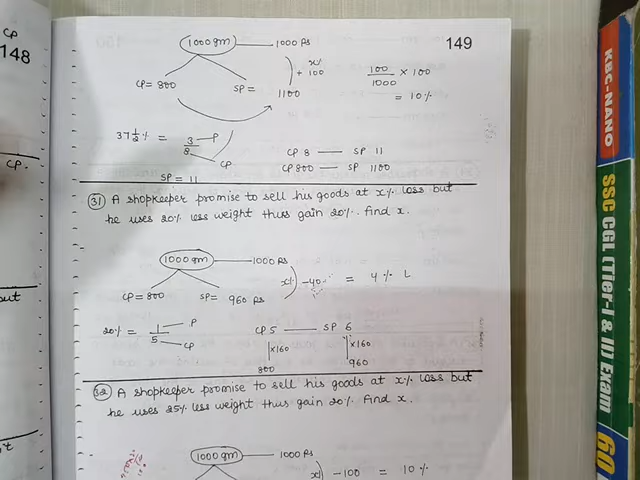 CP
148
CP.
out
149
1000 gm — 1000 Rs
x%
+ 100
100/1000 × 100
CP = 800
SP = 1100
= 10%
37 1/2 % = 3/8
P
CP
CP 8 — SP 11
CP 800 — SP 1100
SP = 11
31 A shopkeeper promise to sell his goods at x% loss but
he uses 20% less weight thus gain 20%. find x.
1000 gm — 1000 Rs
x% -40 = 4% L
CP = 800 SP = 960 Rs
20% = 1/5
P
CP
CP 5 — SP 6
×160 ×160
800 960
32 A shopkeeper promise to sell his goods at x% loss but
he uses 25% less weight thus gain 20%. Find x.
1000 gm — 1000 Rs
x% -100 = 10%
KBC-NANO
SSC CGL (Tier-I & II) Exam
60